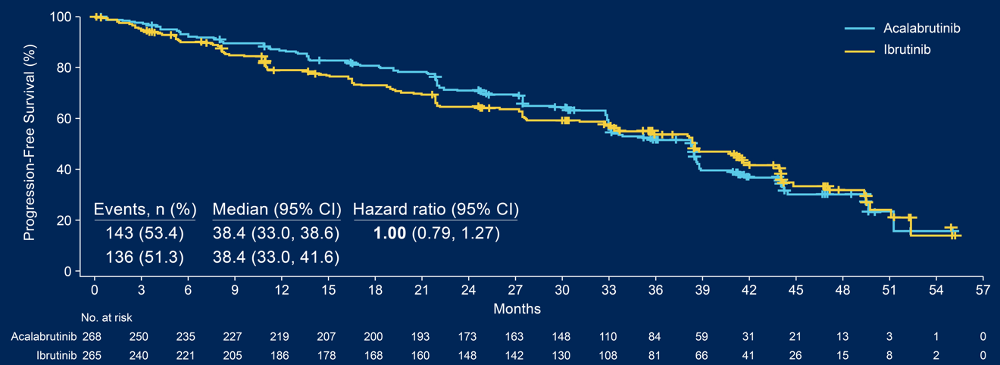 Acalabrutinib
Ibrutinib
Progression-Free Survival (%)
100
80
60
40
20
0
Events, n (%) Median (95% CI) Hazard ratio (95% CI)
143 (53.4) 38.4 (33.0, 38.6) 1.00 (0.79, 1.27)
136 (51.3) 38.4 (33.0, 41.6)
0 3 6 9 12 15 18 21 24 27 30 33 36 39 42 45 48 51 54 57
Months
No. at risk
Acalabrutinib 268 250 235 227 219 207 200 193 173 163 148 110 84 59 31 21 13 3 1 0
Ibrutinib 265 240 221 205 186 178 168 160 148 142 130 108 81 66 41 26 15 8 2 0